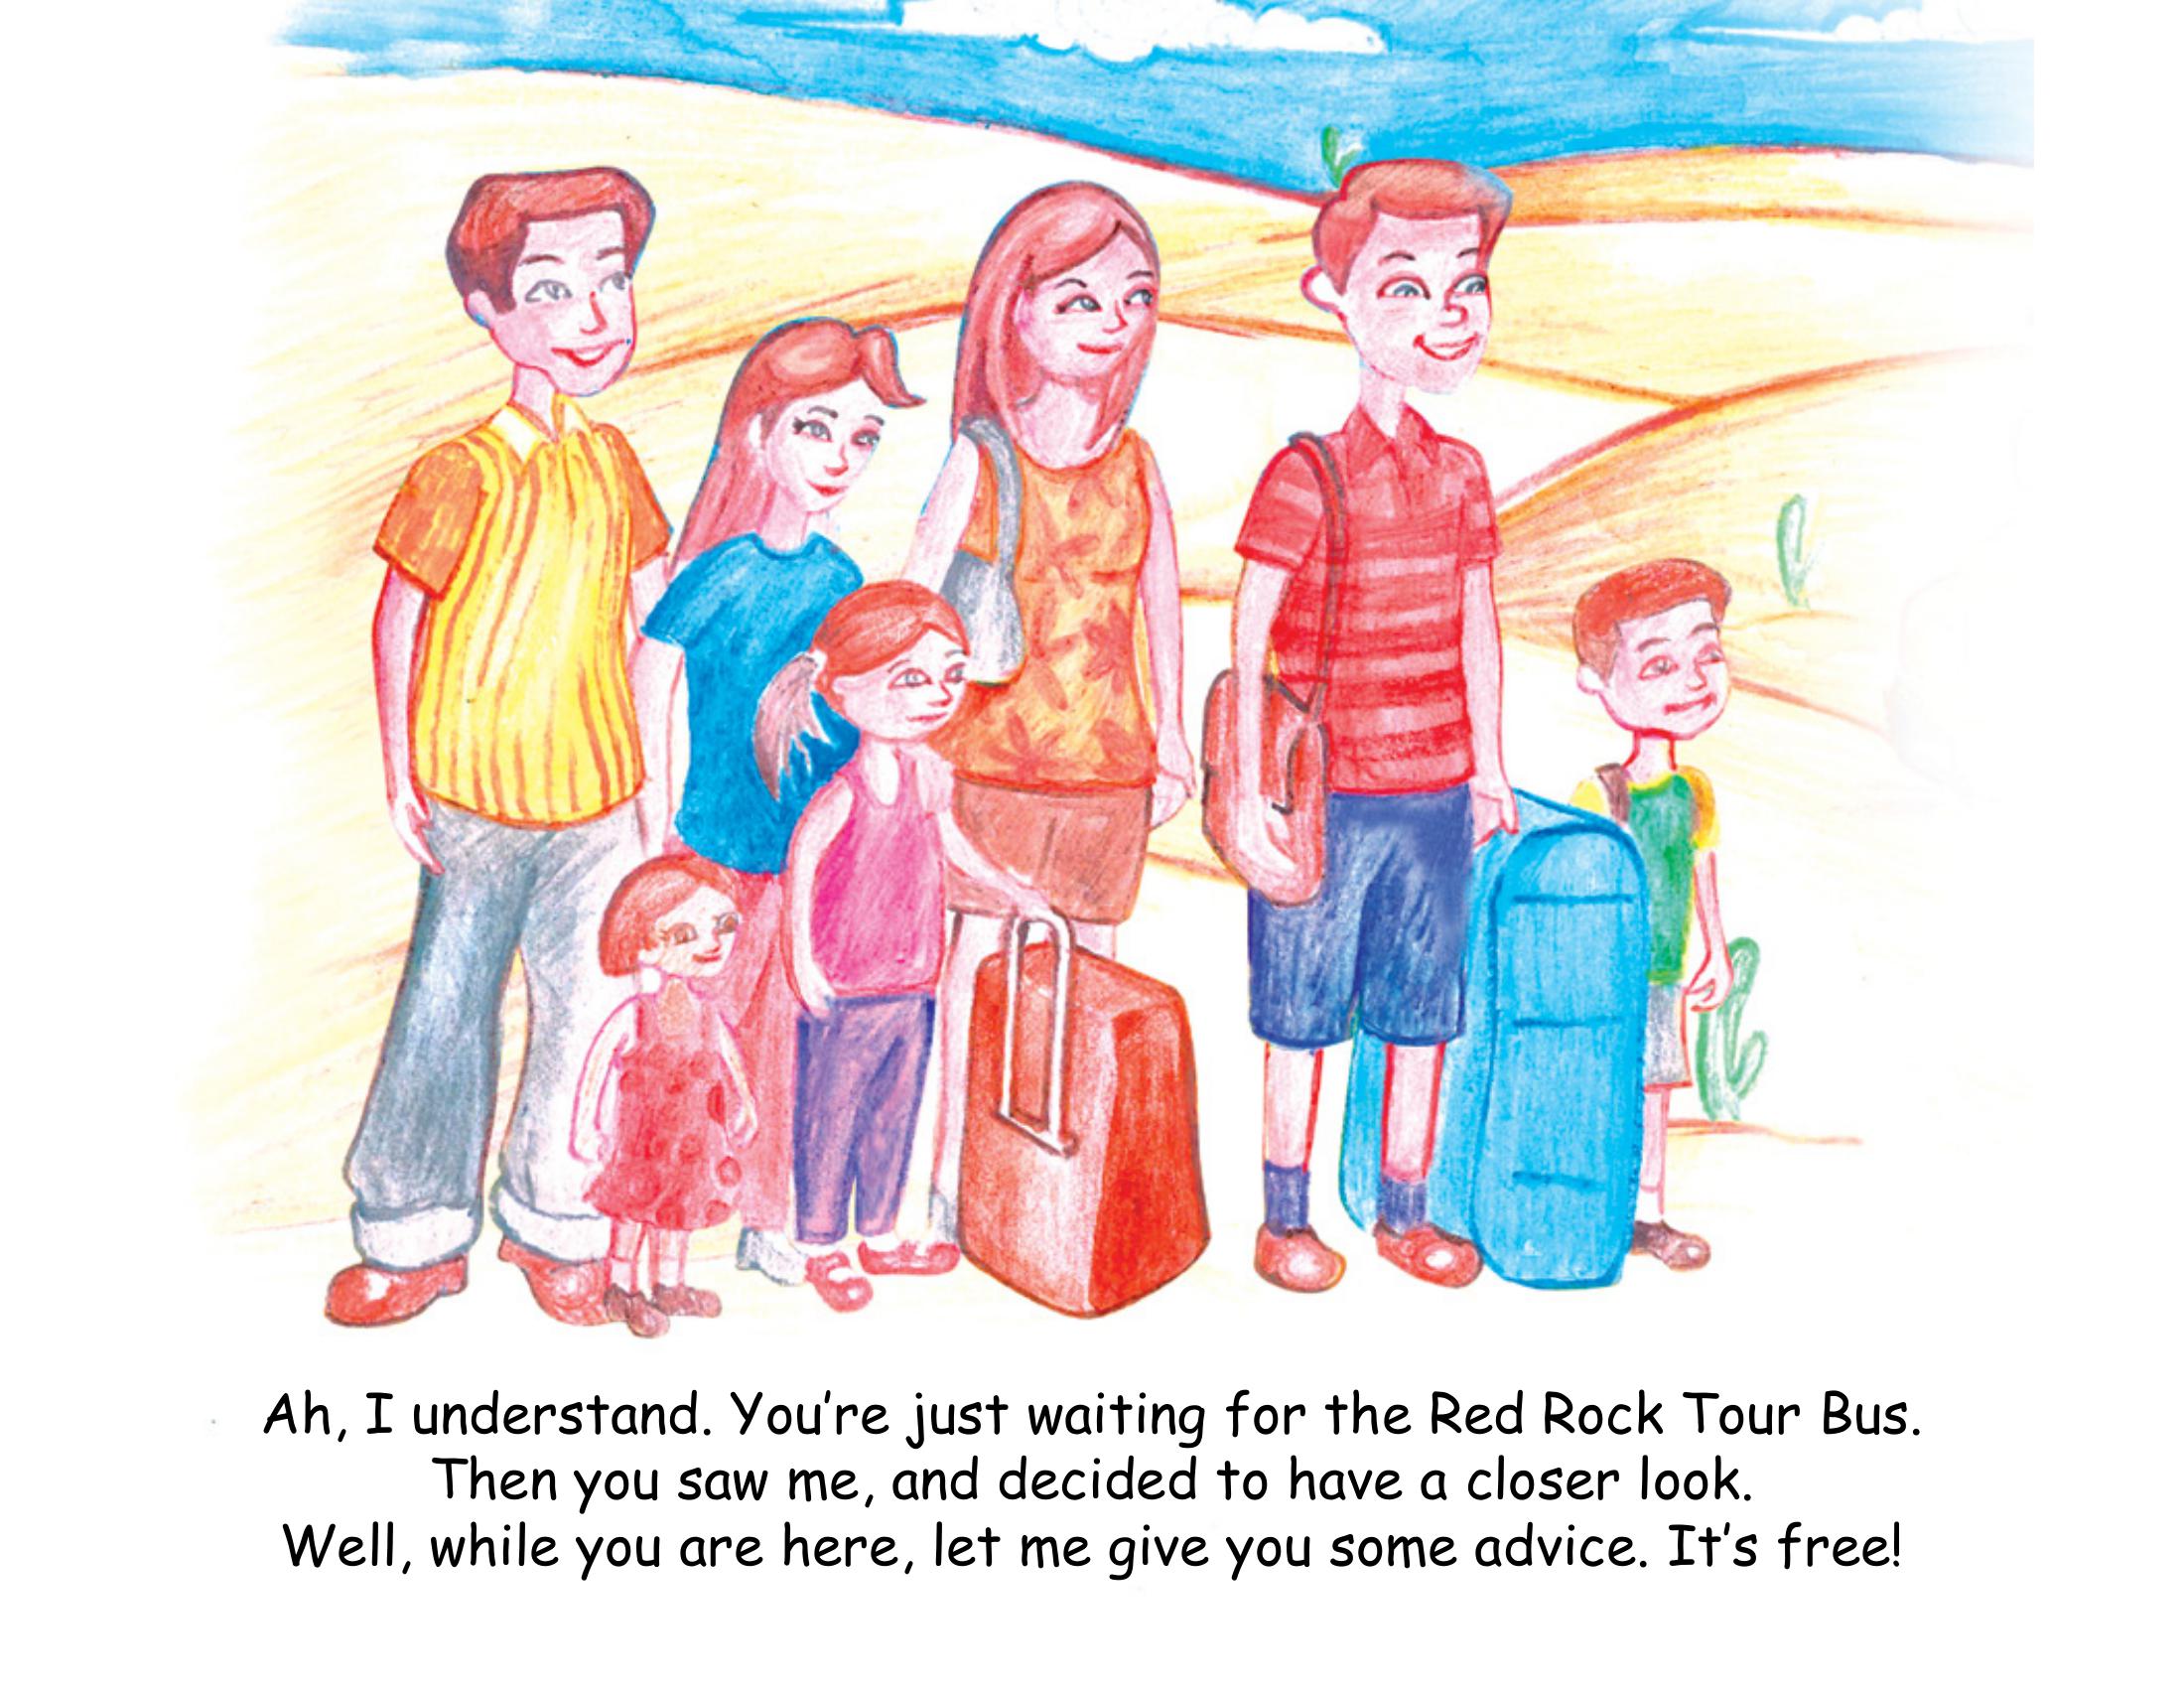 Ah, I understand. You're just waiting for the Red Rock Tour Bus.
Then you saw me, and decided to have a closer look.
Well, while you are here, let me give you some advice. It's free!